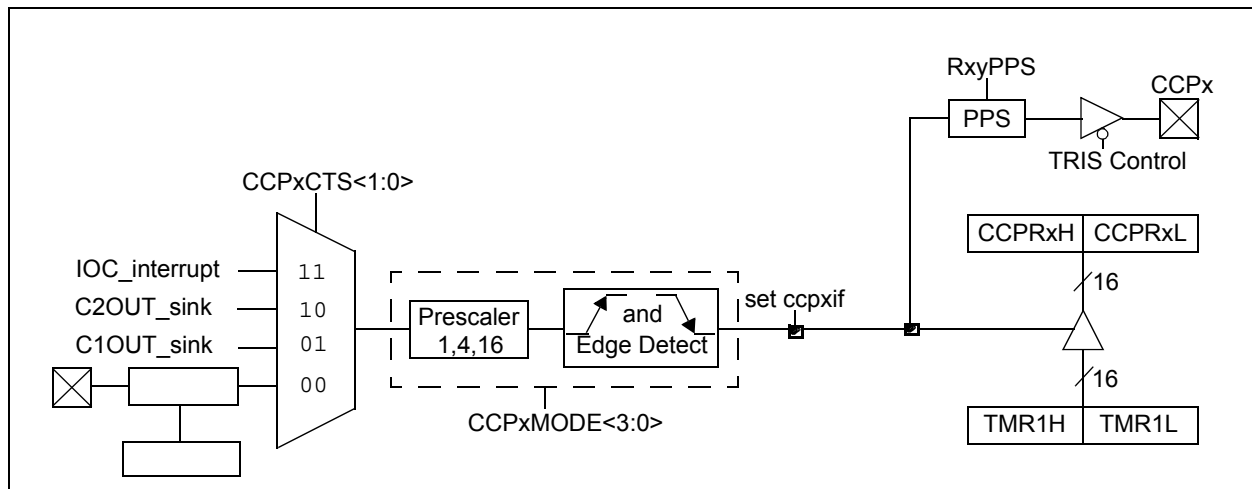 RxyPPS
CCPx
PPS
TRIS Control
CCPxCTS<1:0>
CCPRxH CCPRxL
IOC_interrupt 11
16
C2OUT_sink 10
set ccpxif
Prescaler
1,4,16
and
Edge Detect
C1OUT_sink 01
00
16
CCPxMODE<3:0>
TMR1H TMR1L